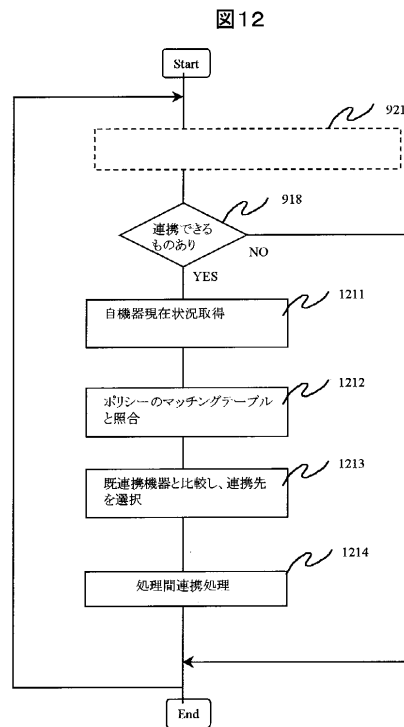 図12
Start
921
連携できる
ものあり
918
NO
YES
自機器現在状況取得
1211
ポリシーのマッチングテーブル
と照合
1212
既連携機器と比較し、連携先
を選択
1213
処理間連携処理
1214
End